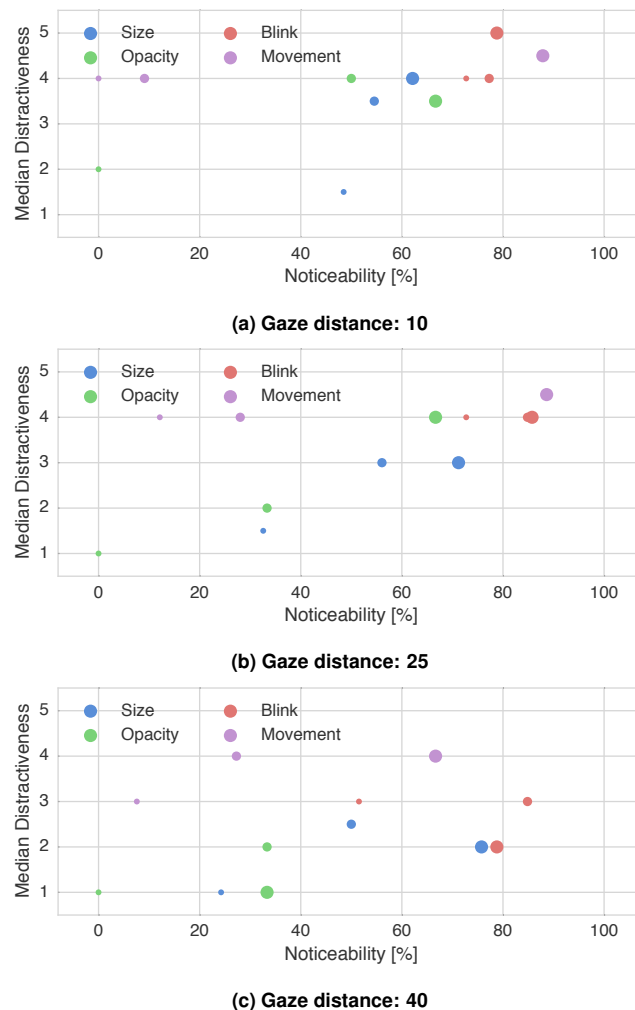 5 Size Blink
4 Opacity Movement
3
2
1
Median Distractiveness
0 20 40 60 80 100
Noticeability [%]
(a) Gaze distance: 10
5 Size Blink
4 Opacity Movement
3
2
1
Median Distractiveness
0 20 40 60 80 100
Noticeability [%]
(b) Gaze distance: 25
5 Size Blink
4 Opacity Movement
3
2
1
Median Distractiveness
0 20 40 60 80 100
Noticeability [%]
(c) Gaze distance: 40